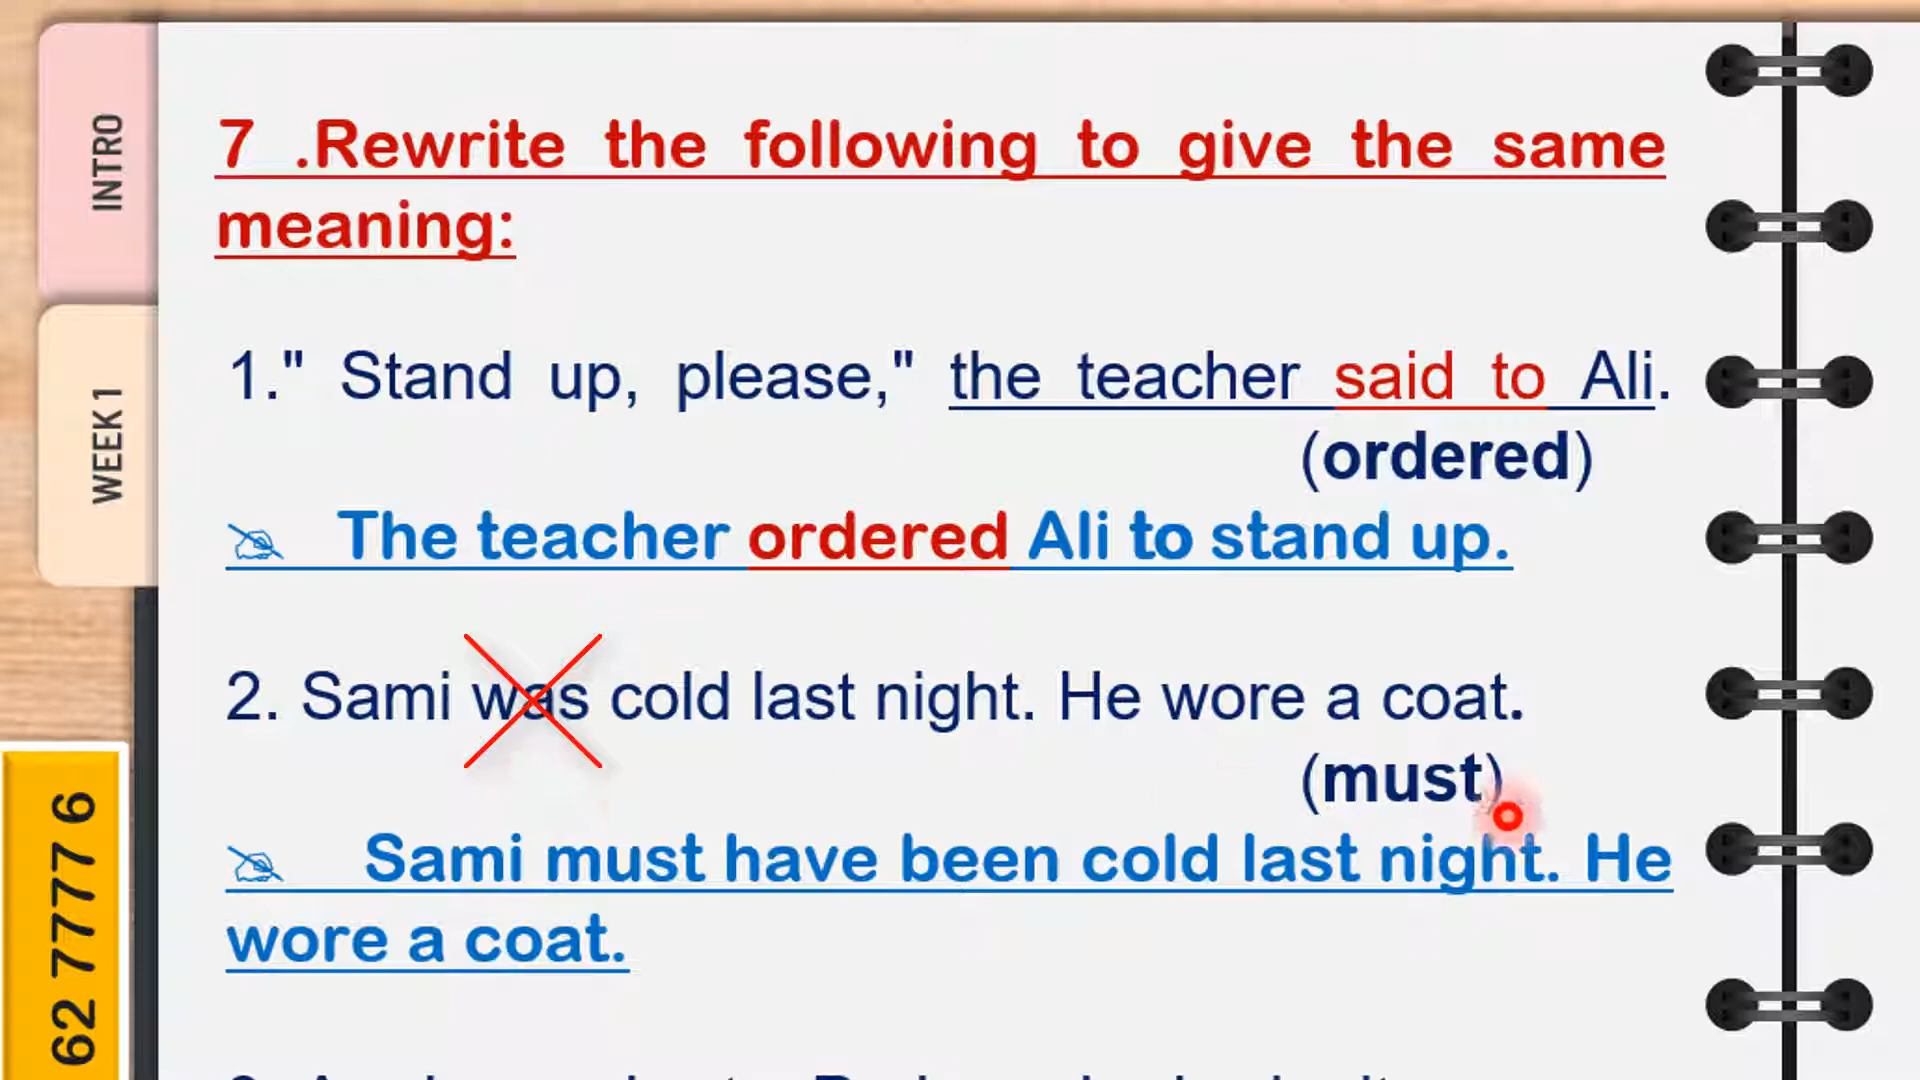 INTRO
WEEK 1
62 7777 6
7 .Rewrite the following to give the same
meaning:
1." Stand up, please," the teacher said to Ali.
(ordered)
The teacher ordered Ali to stand up.
2. Sami was cold last night. He wore a coat.
(must)
Sami must have been cold last night. He
wore a coat.